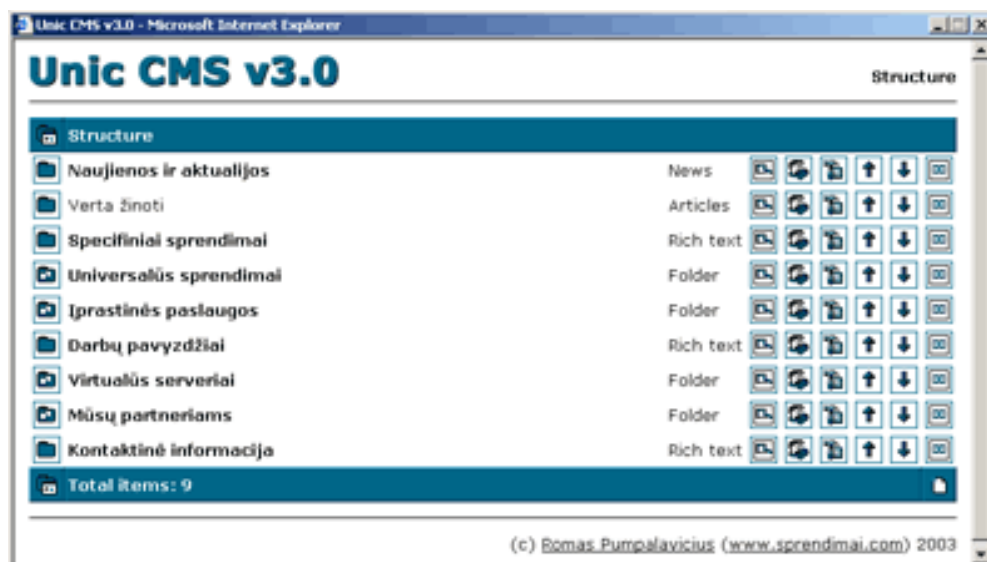 Unic CMS v3.0 - Microsoft Internet Explorer
Unic CMS v3.0
Structure
Structure
Naujienos ir aktualijos News
Verta žinoti Articles
Specifiniai sprendimai Rich text
Universalūs sprendimai Folder
Įprastinės paslaugos Folder
Darbų pavyzdžiai Rich text
Virtualūs serveriai Folder
Mūsų partneriams Folder
Kontaktinė informacija Rich text
Total items: 9
(c) Romas Pumpalavicius (www.sprendimai.com) 2003